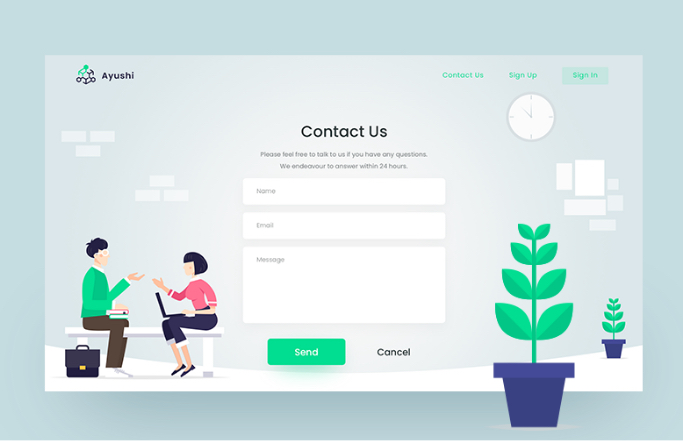 Ayushi
Contact Us
Sign Up
Sign In
Contact Us
Please feel free to talk to us if you have any questions.
We endeavour to answer within 24 hours.
Name
Email
Message
Send
Cancel